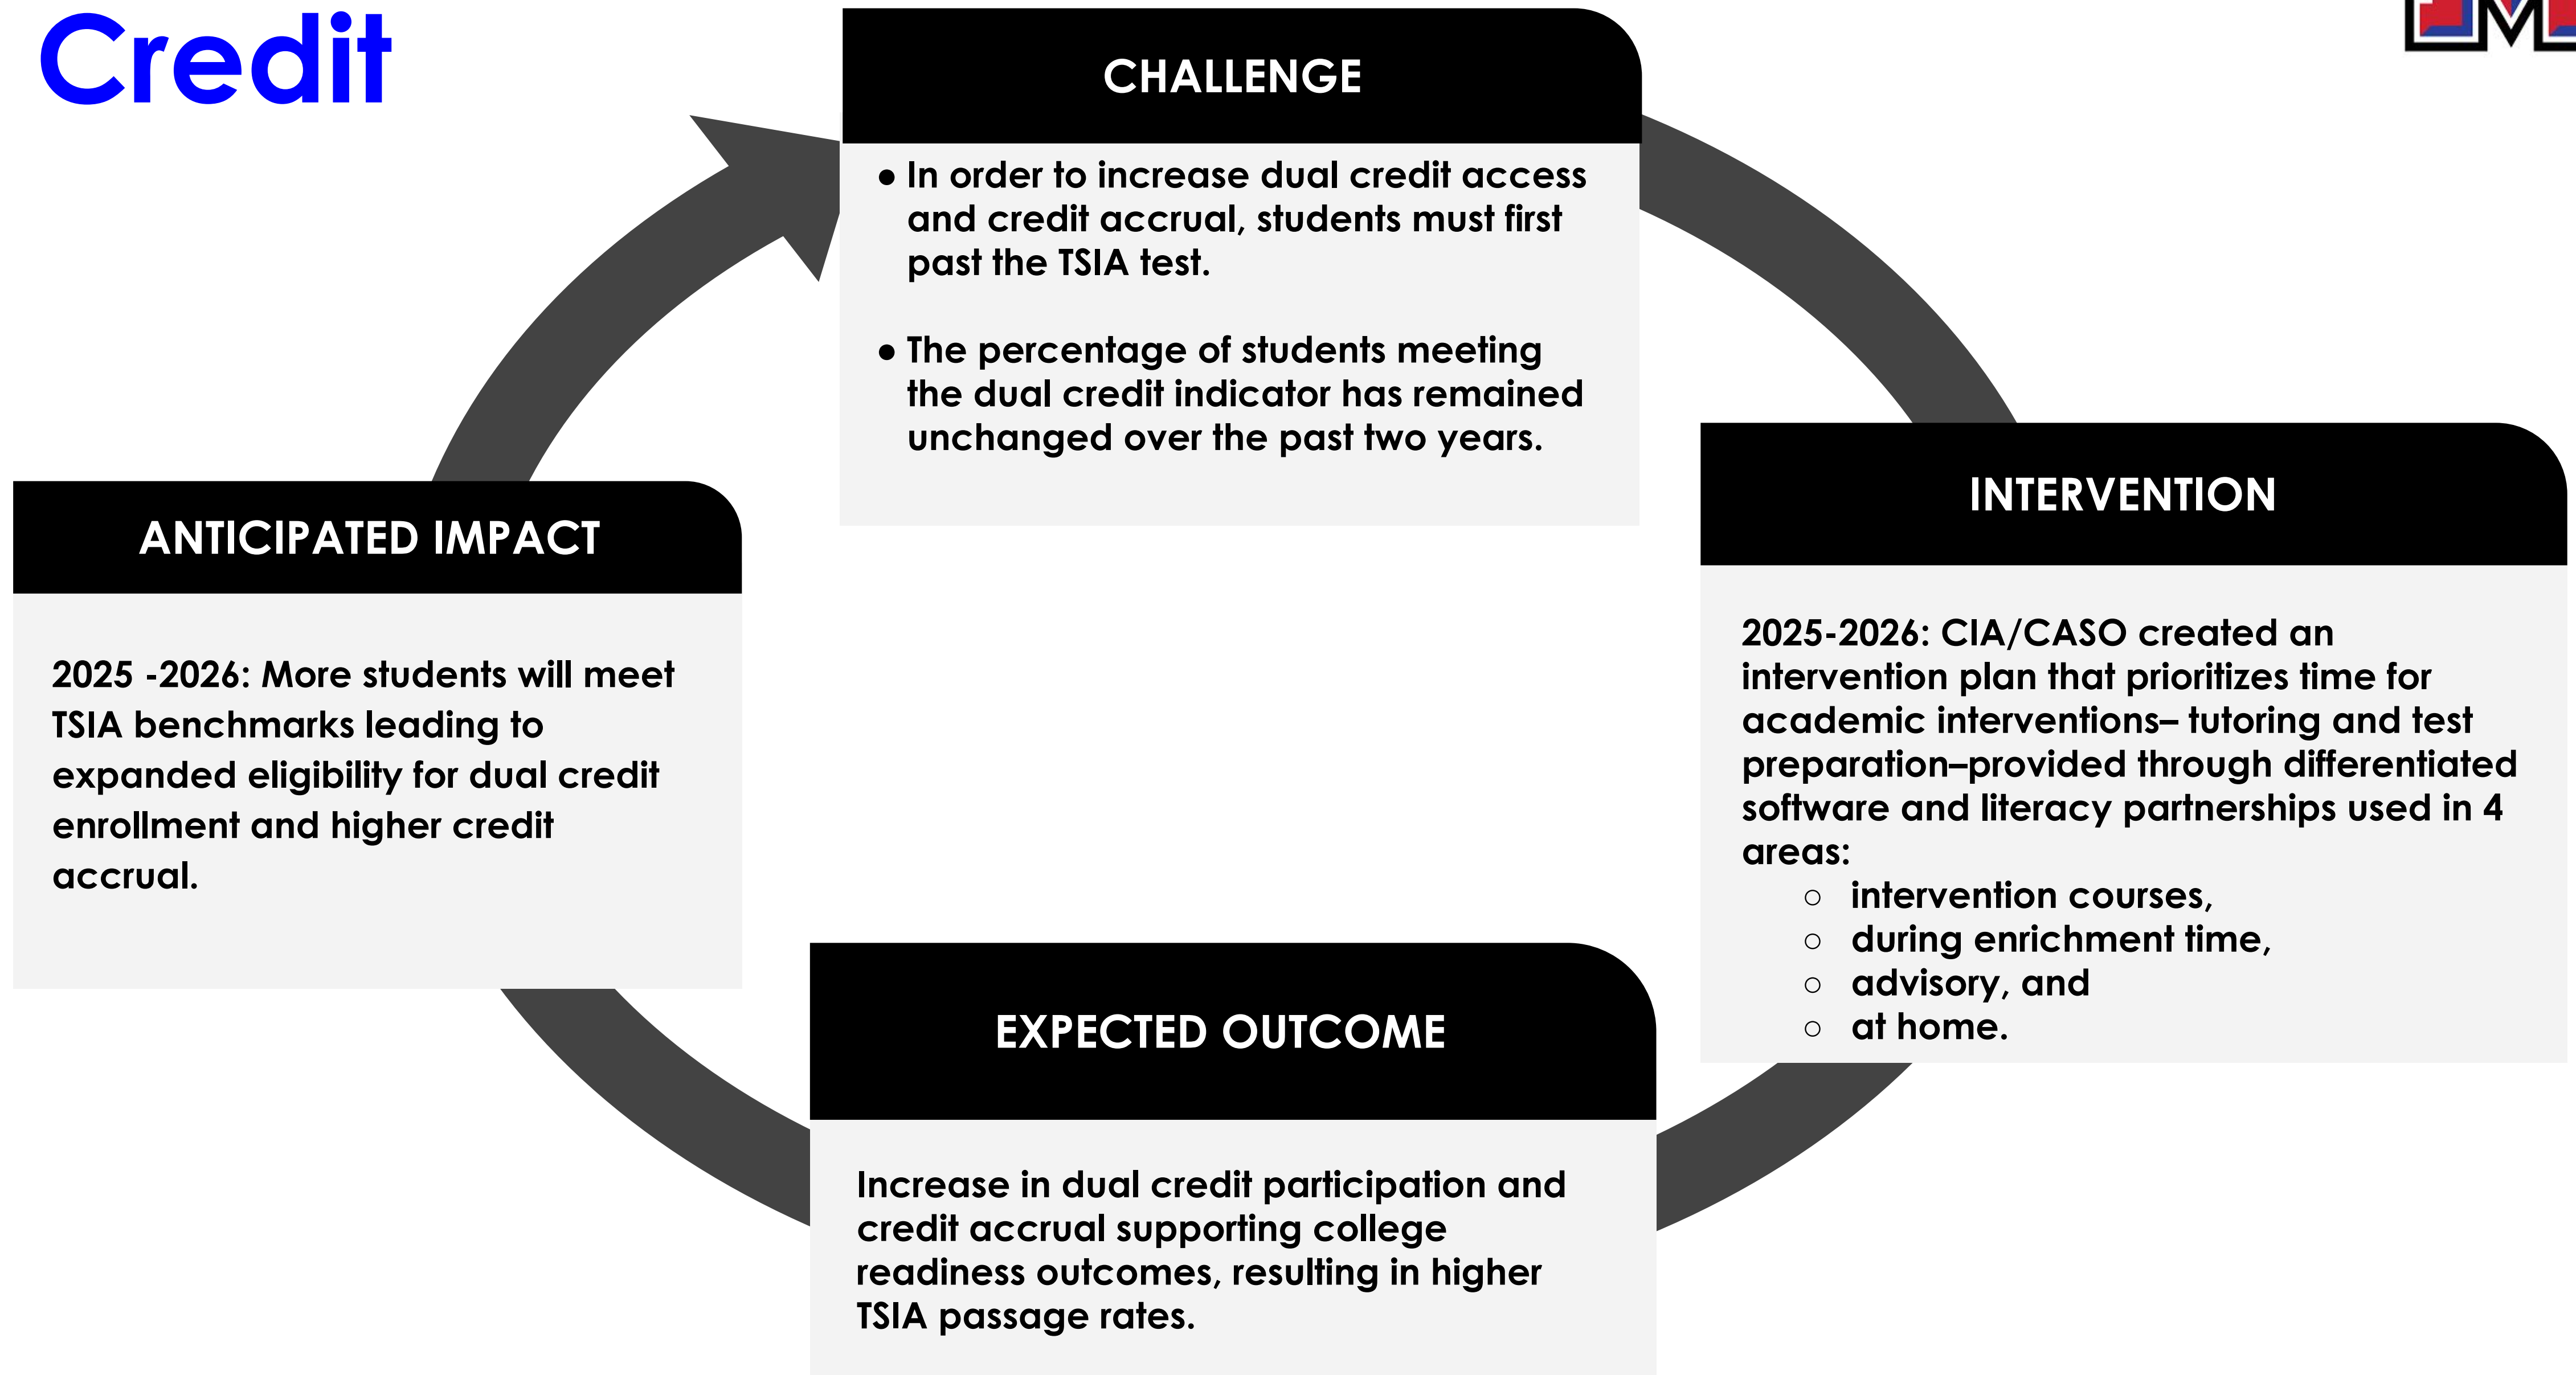 Credit
CHALLENGE
● In order to increase dual credit access
and credit accrual, students must first
past the TSIA test.
● The percentage of students meeting
the dual credit indicator has remained
unchanged over the past two years.
INTERVENTION
2025-2026: CIA/CASO created an
intervention plan that prioritizes time for
academic interventions– tutoring and test
preparation–provided through differentiated
software and literacy partnerships used in 4
areas:
○ intervention courses,
○ during enrichment time,
○ advisory, and
○ at home.
EXPECTED OUTCOME
Increase in dual credit participation and
credit accrual supporting college
readiness outcomes, resulting in higher
TSIA passage rates.
ANTICIPATED IMPACT
2025 -2026: More students will meet
TSIA benchmarks leading to
expanded eligibility for dual credit
enrollment and higher credit
accrual.